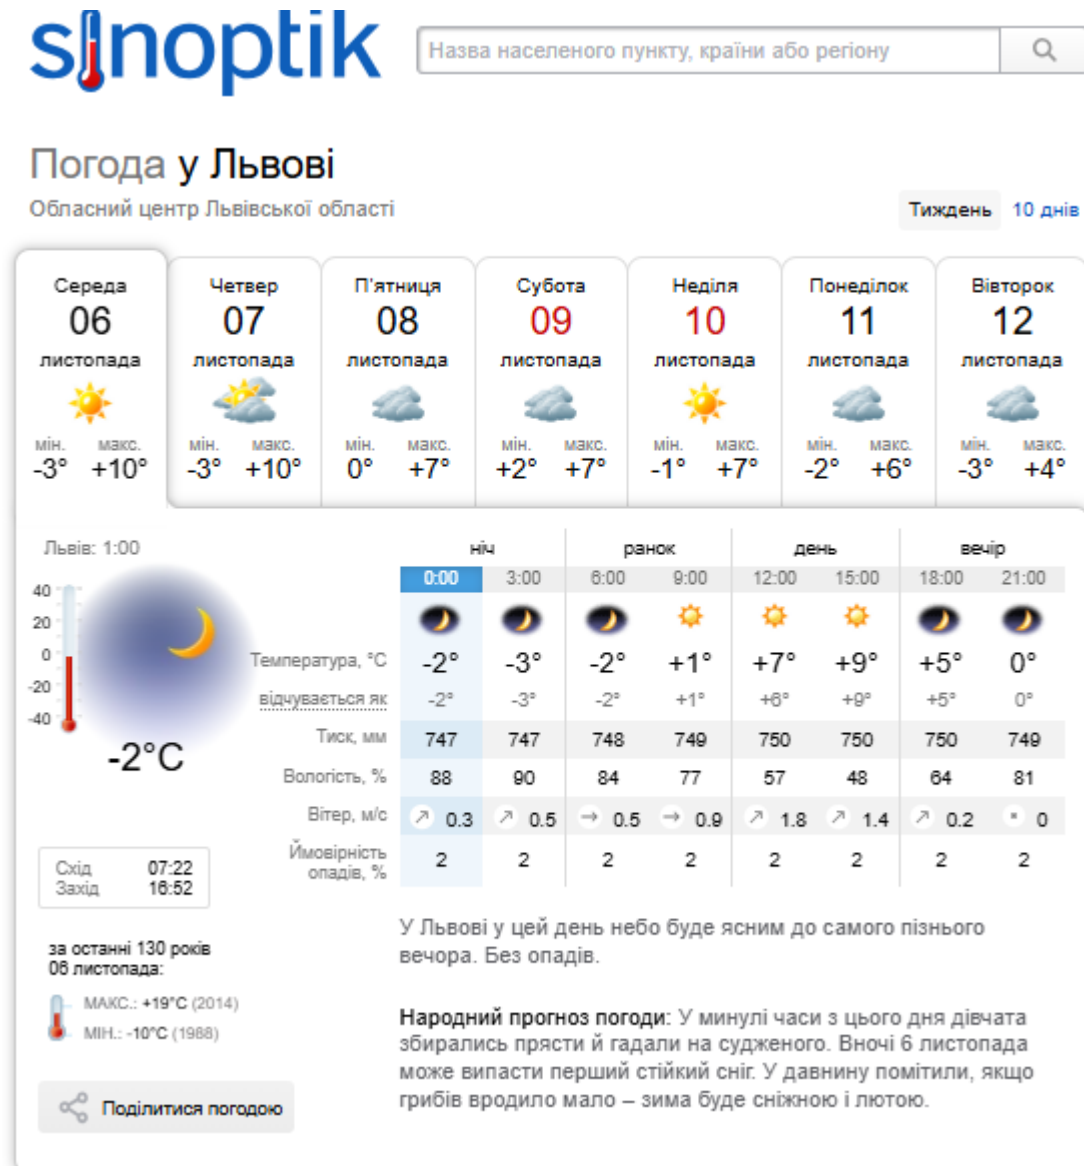 sinoptik
Назва населеного пункту, країни або регіону
Погода у Львові
Обласний центр Львівської області
Тиждень 10 днів
Середа Четвер П'ятниця Субота Неділя Понеділок Вівторок
06 07 08 09 10 11 12
листопада листопада листопада листопада листопада листопада листопада
мін. макс. мін. макс. мін. макс. мін. макс. мін. макс. мін. макс. мін. макс.
-3° +10° -3° +10° 0° +7° +2° +7° -1° +7° -2° +6° -3° +4°
Львів: 1:00
40
20
0
-20
-40
-2°C
ніч ранок день вечір
0:00 3:00 6:00 9:00 12:00 15:00 18:00 21:00
Температура, °C -2° -3° -2° +1° +7° +9° +5° 0°
відчувається як -2° -3° -2° +1° +6° +9° +5° 0°
Тиск, мм 747 747 748 749 750 750 750 749
Вологість, % 88 90 84 77 57 48 64 81
Вітер, м/с 0.3 0.5 0.5 0.9 1.8 1.4 0.2 0
Ймовірність
опадів, % 2 2 2 2 2 2 2 2
Схід 07:22
Захід 16:52
за останні 130 років
06 листопада:
МАКС.: +19°C (2014)
МІН.: -10°C (1988)
Поділитися погодою
У Львові у цей день небо буде ясним до самого пізнього
вечора. Без опадів.
Народний прогноз погоди: У минулі часи з цього дня дівчата
збирались прясти й гадали на судженого. Вночі 6 листопада
може випасти перший стійкий сніг. У давнину помітили, якщо
грибів вродило мало – зима буде сніжною і лютою.